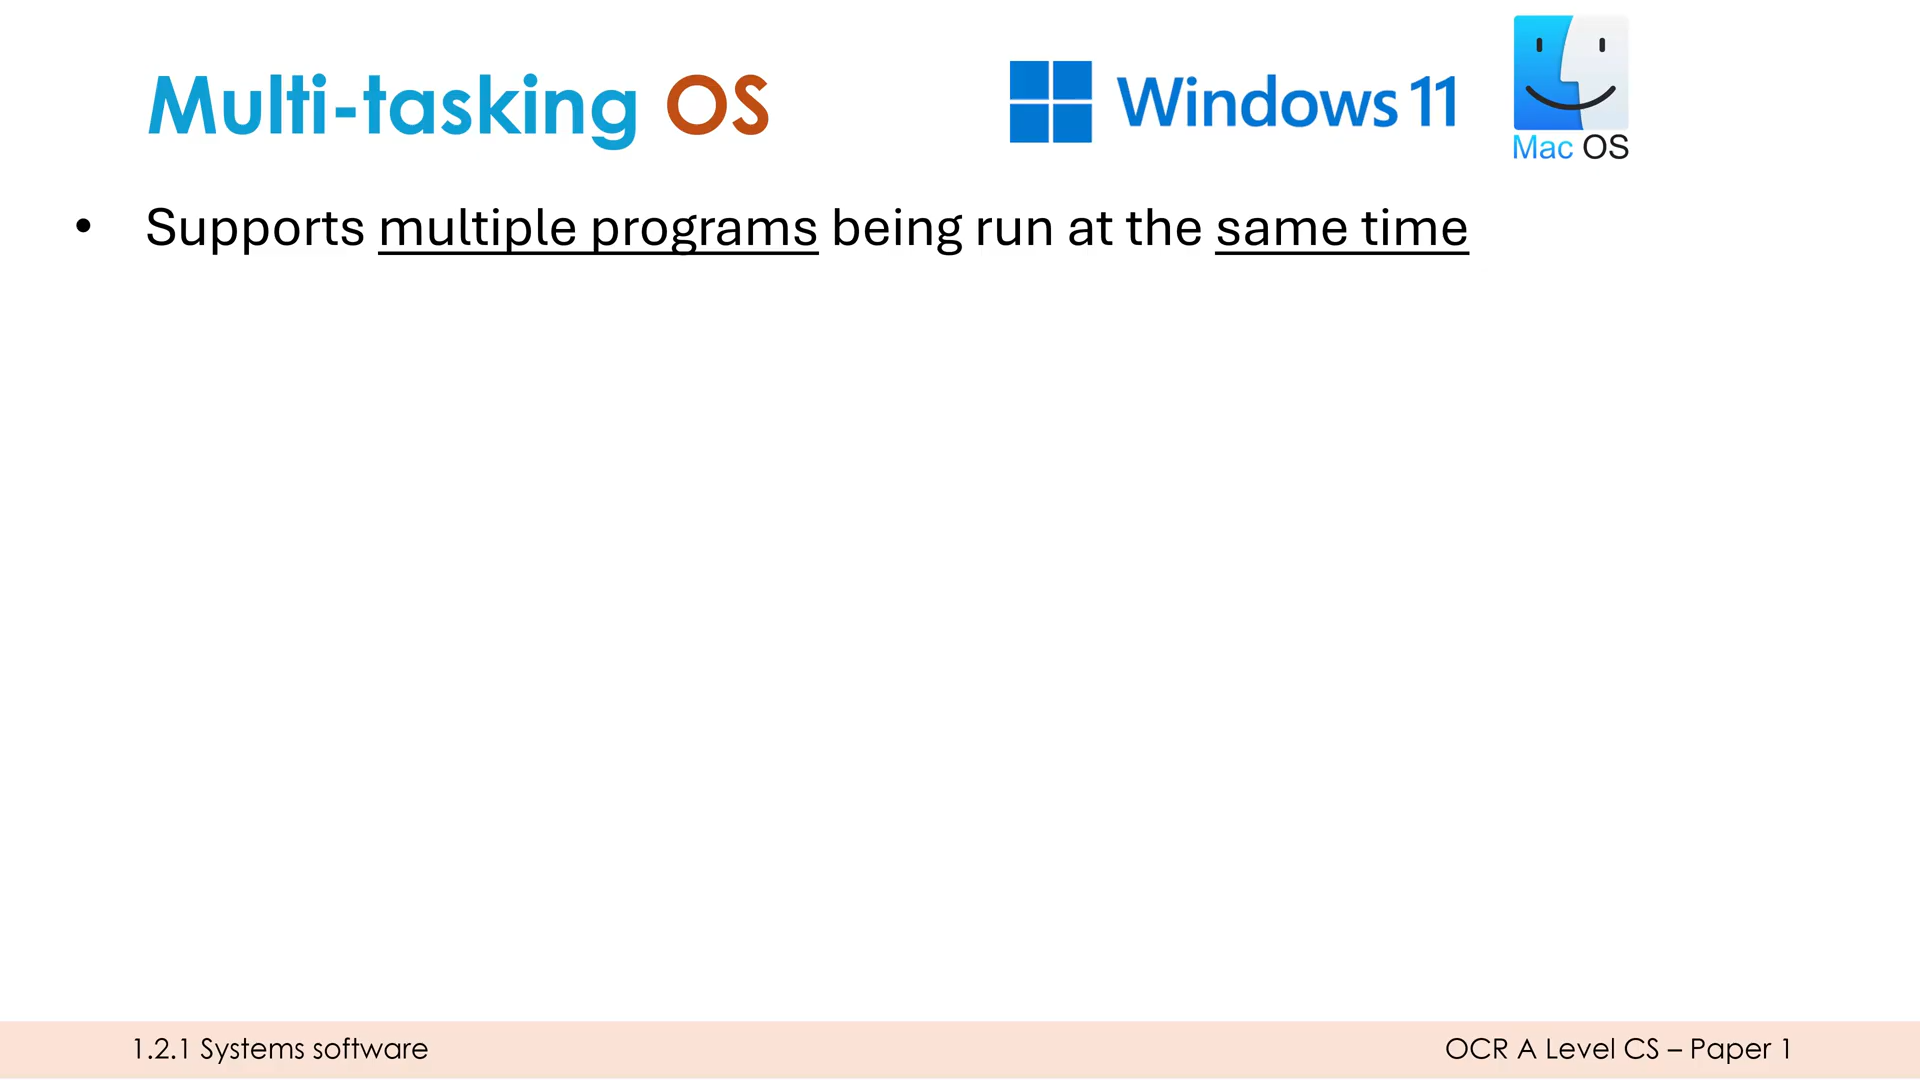 Multi-tasking OS
Windows 11
Mac OS
• Supports multiple programs being run at the same time
1.2.1 Systems software
OCR A Level CS – Paper 1